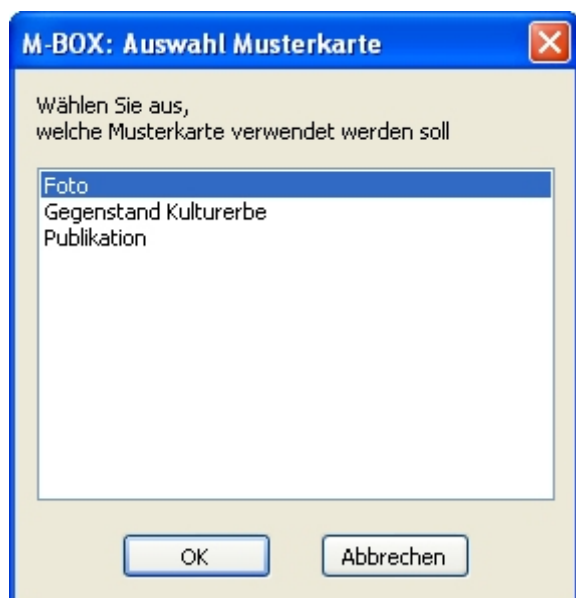 M-BOX: Auswahl Musterkarte
Wählen Sie aus,
welche Musterkarte verwendet werden soll
Foto
Gegenstand Kulturerbe
Publikation
OK
Abbrechen